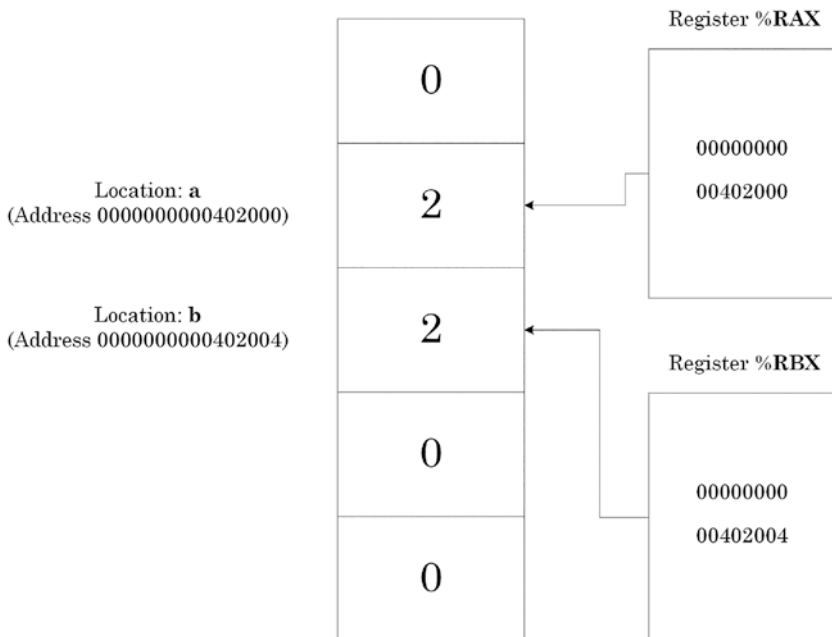 Register %RAX
0
00000000
00402000
Location: a
(Address 0000000000402000)
2
Location: b
(Address 0000000000402004)
2
Register %RBX
0
00000000
00402004
0